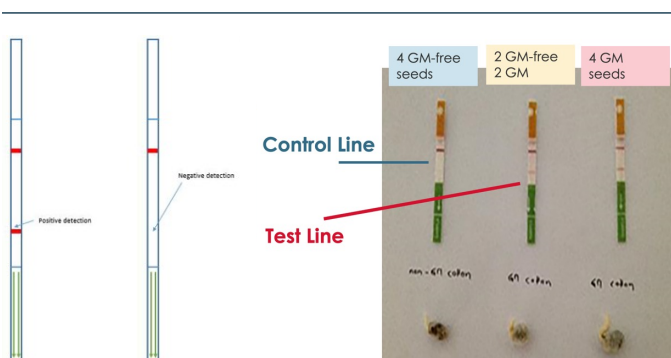 4 GM-free
seeds
2 GM-free
2 GM
4 GM
seeds
Control Line
Negative detection
Positive detection
Test Line
non-GM cotton
GM cotton
GM cotton